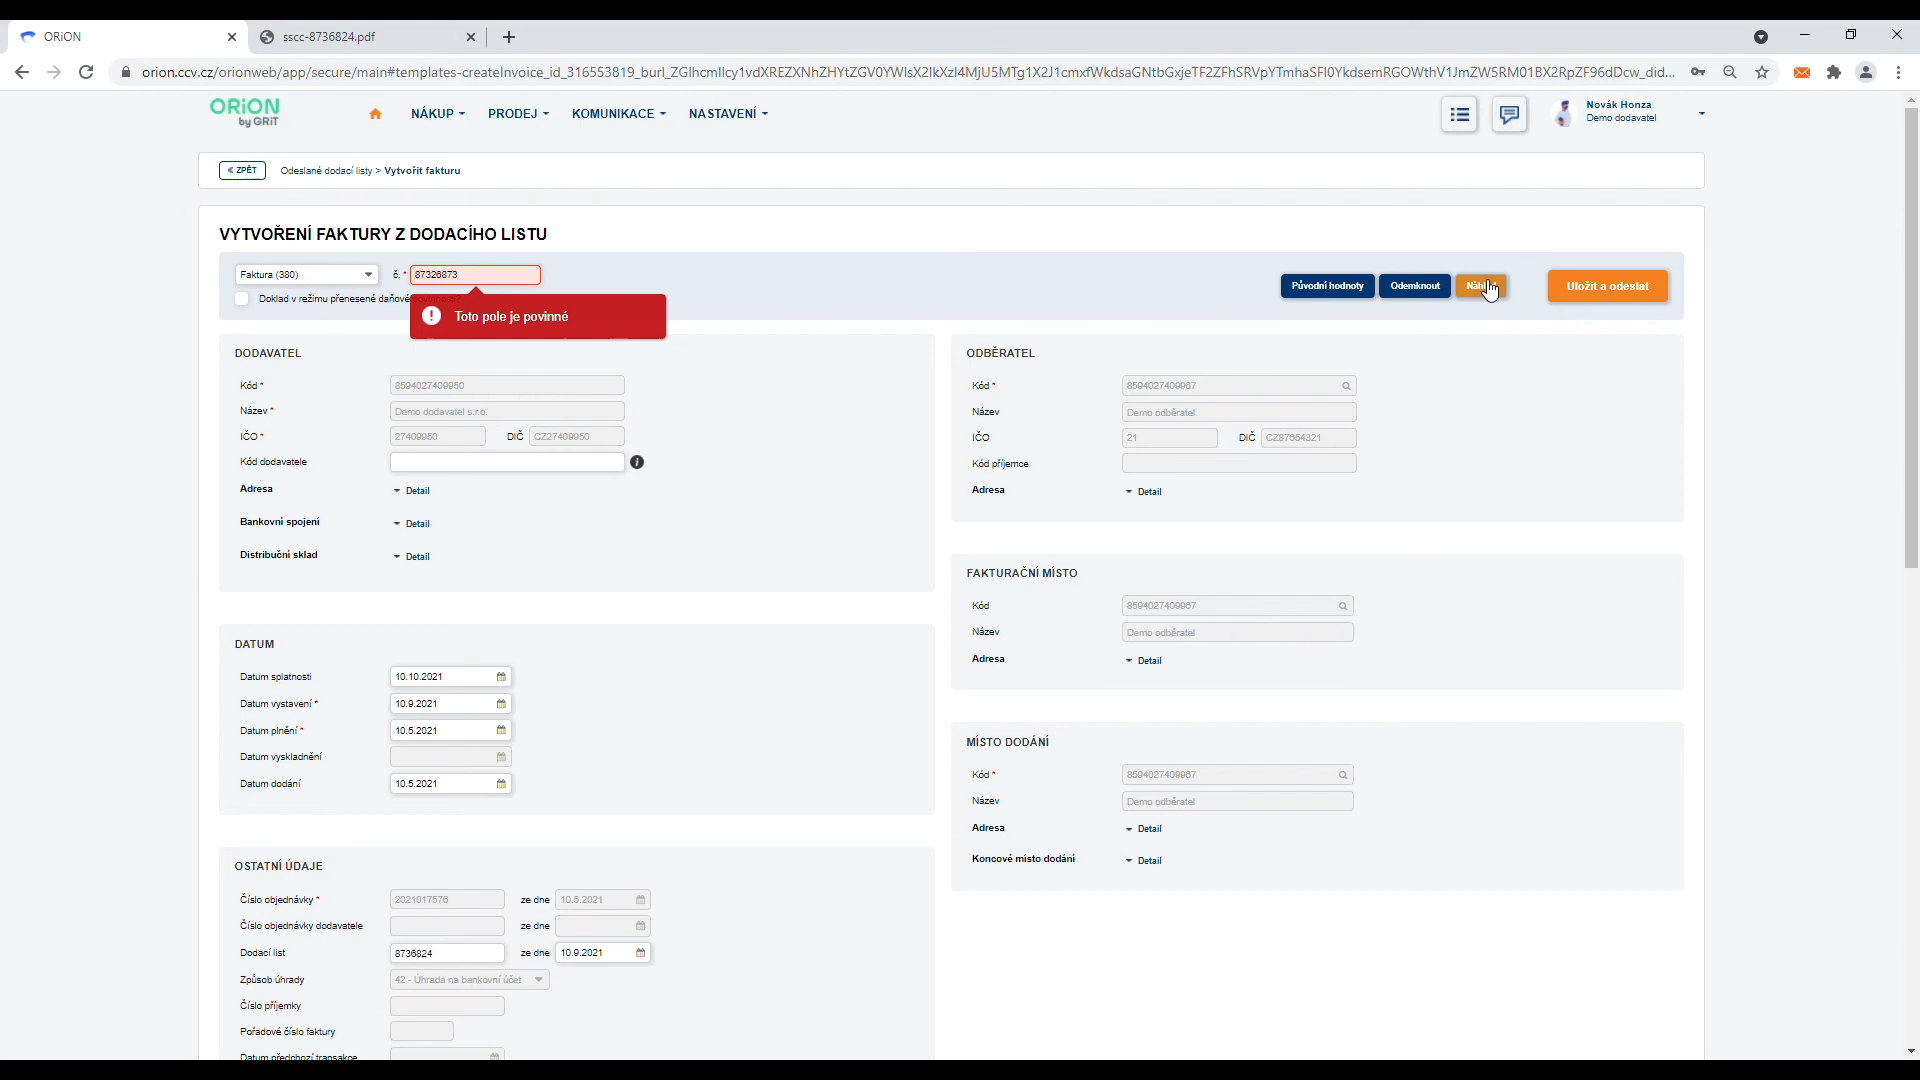 ORiON
sscc-8736824.pdf
orion.ccv.cz/orionweb/app/secure/main#templates-createInvoice_id_316553819_burl_
ORiON
by GRiT
NÁKUP
PRODEJ
KOMUNIKACE
NASTAVENÍ
Novák Honza
Demo dodavatel
« ZPĚT
Odeslané dodací listy > Vytvořit fakturu
VYTVOŘENÍ FAKTURY Z DODACÍHO LISTU
Faktura (380)
č. * 87326873
Doklad v režimu přenesené daňové
Toto pole je povinné
Původní hodnoty
Odemknout
Uložit a odeslat
DODAVATEL
Kód * 8594027409950
Název * Demo dodavatel s.r.o.
IČO * 27409950 DIČ CZ27409950
Kód dodavatele
Adresa Detail
Bankovní spojení Detail
Distribuční sklad Detail
DATUM
Datum splatnosti 10.10.2021
Datum vystavení * 10.9.2021
Datum plnění * 10.5.2021
Datum vyskladnění
Datum dodání 10.5.2021
OSTATNÍ ÚDAJE
Číslo objednávky * 2021017576 ze dne 10.5.2021
Číslo objednávky dodavatele ze dne
Dodací list 8736824 ze dne 10.9.2021
Způsob úhrady 42 - Úhrada na bankovní účet
Číslo příjemky
Pořadové číslo faktury
Datum předchozí transakce
ODBĚRATEL
Kód * 8594027409967
Název Demo odběratel
IČO 21 DIČ CZ87654321
Kód příjemce
Adresa Detail
FAKTURAČNÍ MÍSTO
Kód 8594027409967
Název Demo odběratel
Adresa Detail
MÍSTO DODÁNÍ
Kód * 8594027409967
Název Demo odběratel
Adresa Detail
Koncové místo dodání Detail